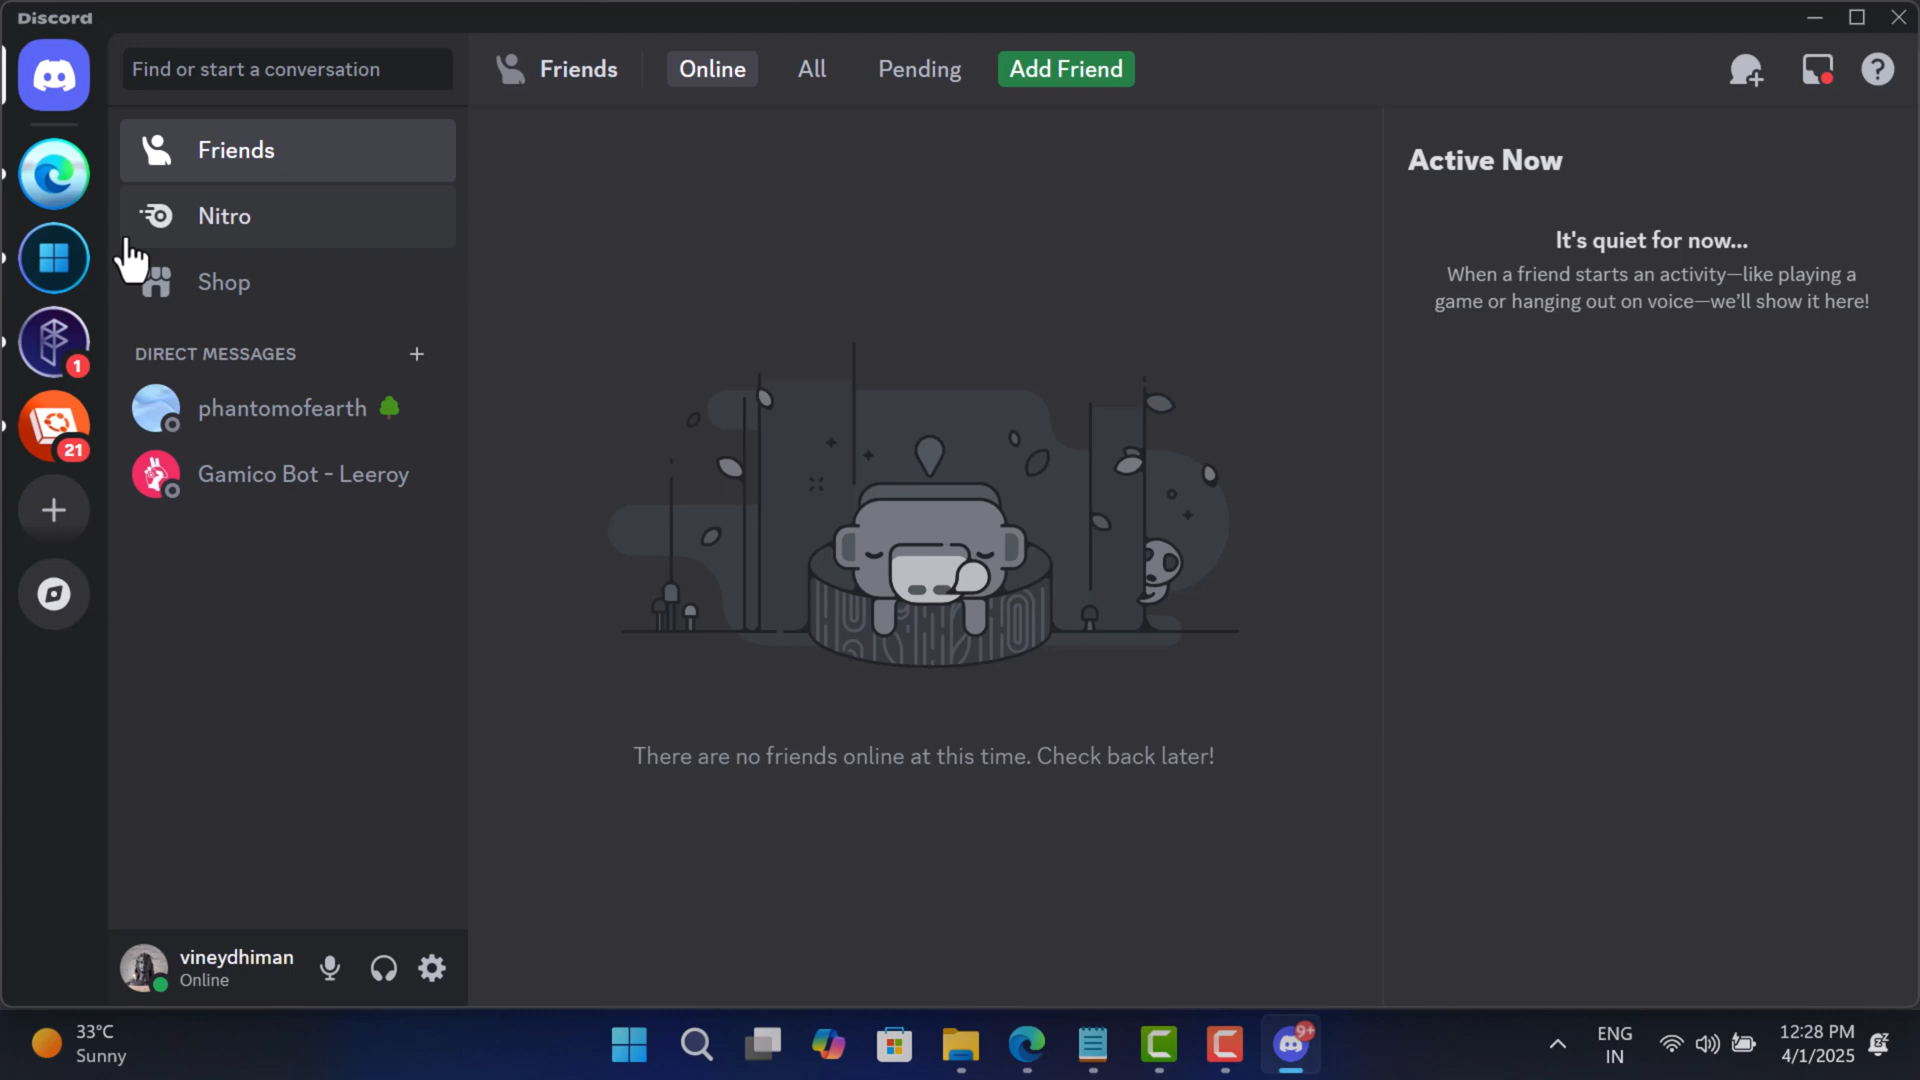 Discord
Find or start a conversation
Friends
Online
All
Pending
Add Friend
Friends
Nitro
Shop
DIRECT MESSAGES
phantomofearth
Gamico Bot - Leeroy
1
21
Active Now
It's quiet for now...
When a friend starts an activity—like playing a
game or hanging out on voice—we'll show it here!
There are no friends online at this time. Check back later!
vineydhiman
Online
33°C
Sunny
9+
ENG
IN
12:28 PM
4/1/2025